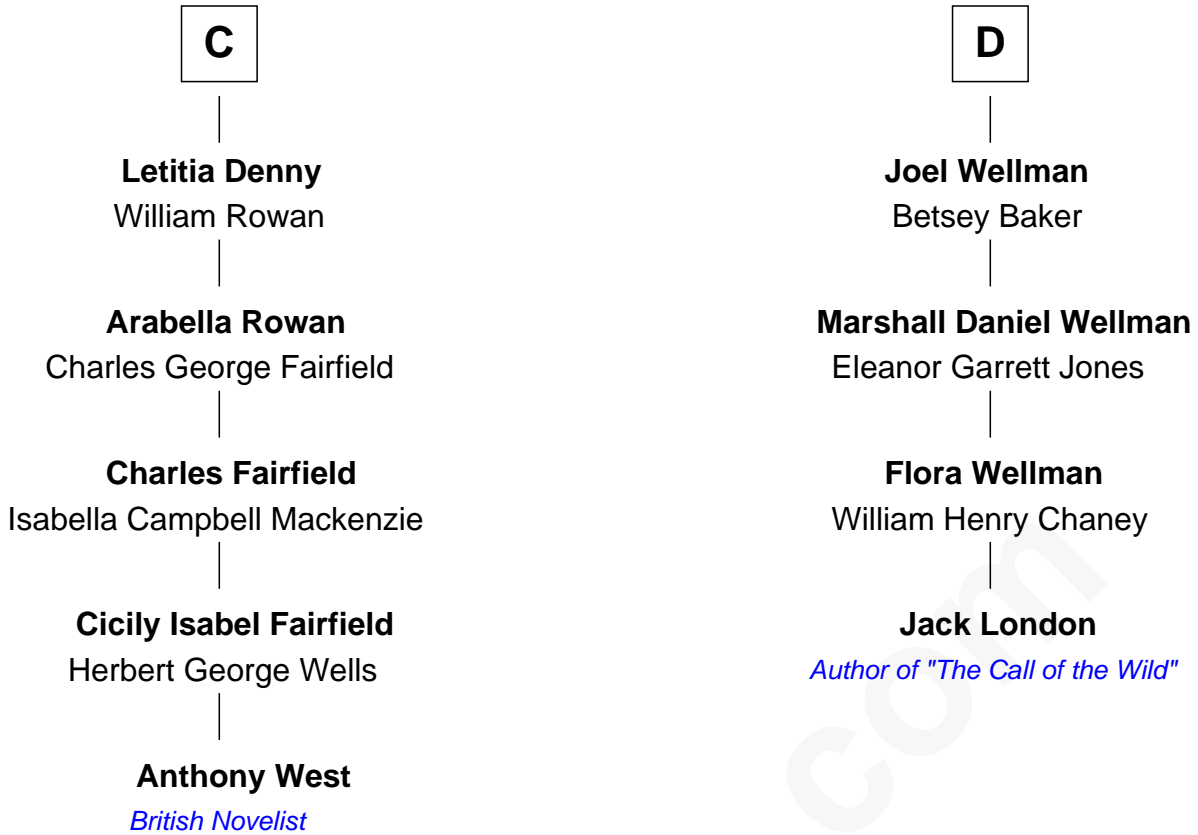 C
Letitia Denny
William Rowan
Arabella Rowan
Charles George Fairfield
Charles Fairfield
Isabella Campbell Mackenzie
Cicily Isabel Fairfield
Herbert George Wells
Anthony West
British Novelist
D
Joel Wellman
Betsey Baker
Marshall Daniel Wellman
Eleanor Garrett Jones
Flora Wellman
William Henry Chaney
Jack London
Author of "The Call of the Wild"
com